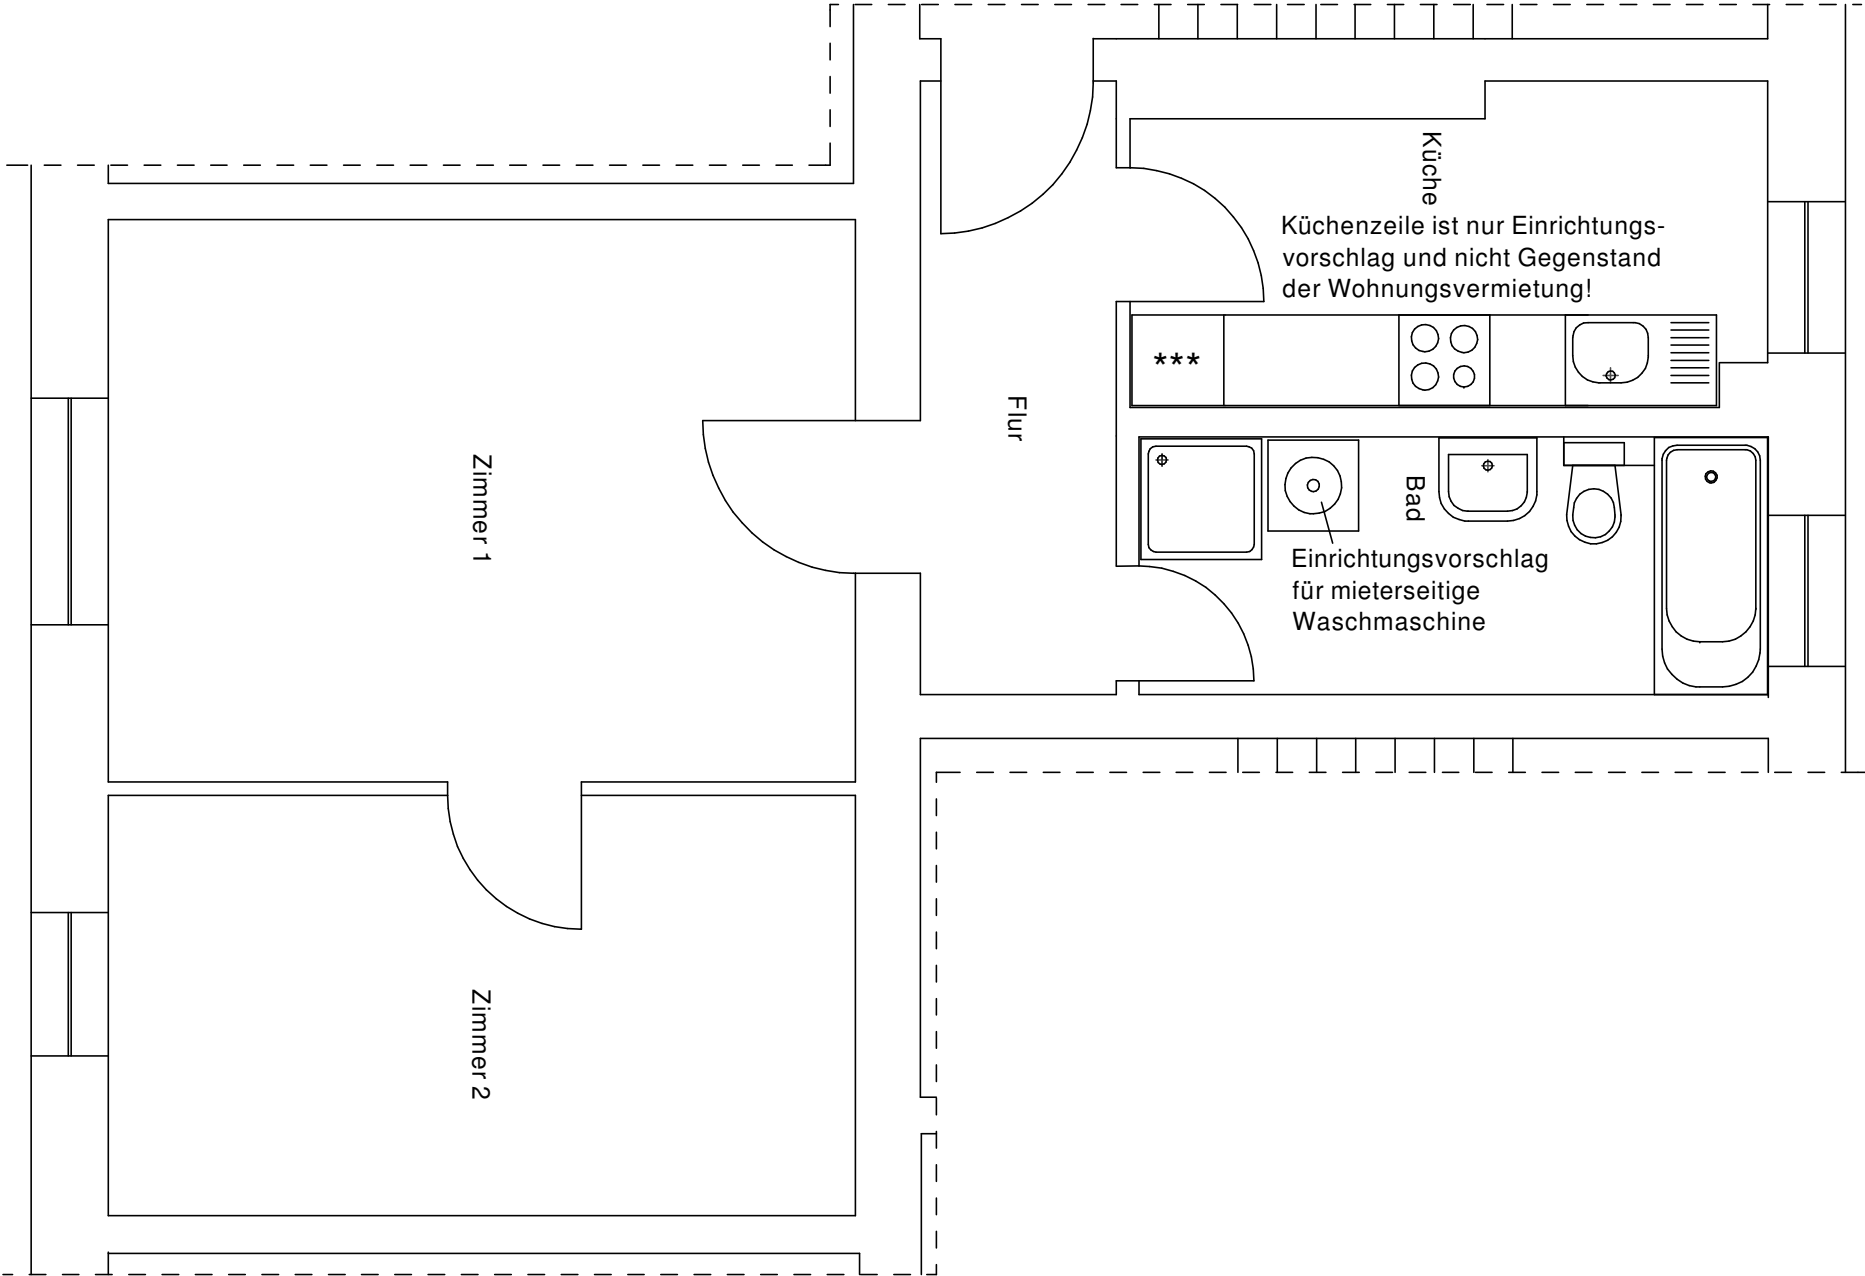 Küche
Küchenzeile ist nur Einrichtungs-
vorschlag und nicht Gegenstand
der Wohnungsvermietung!
***
Flur
Zimmer 1
Bad
Einrichtungsvorschlag
für mieterseitige
Waschmaschine
Zimmer 2